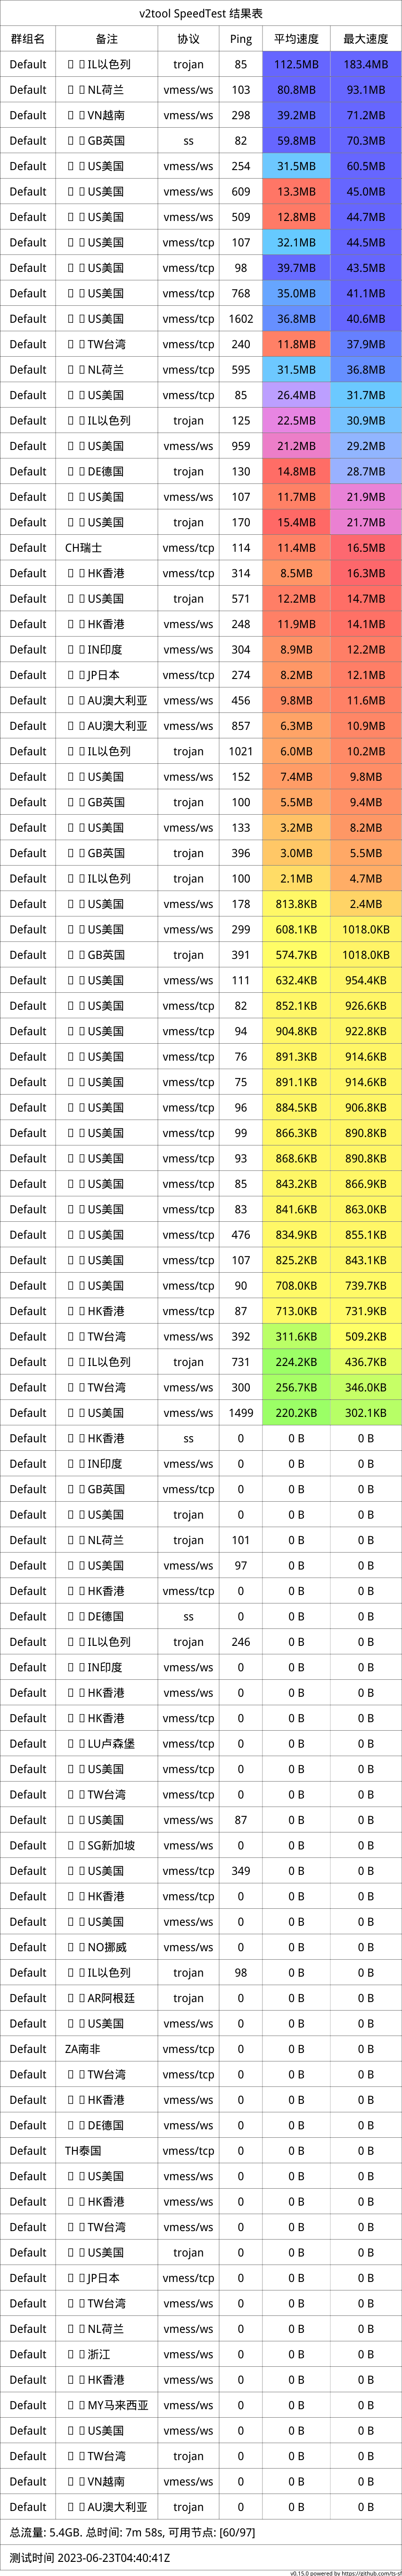 v2tool SpeedTest 结果表
群组名 备注 协议 Ping 平均速度 最大速度
Default IL以色列 trojan 85 112.5MB 183.4MB
Default NL荷兰 vmess/ws 103 80.8MB 93.1MB
Default VN越南 vmess/ws 298 39.2MB 71.2MB
Default GB英国 ss 82 59.8MB 70.3MB
Default US美国 vmess/ws 254 31.5MB 60.5MB
Default US美国 vmess/ws 609 13.3MB 45.0MB
Default US美国 vmess/ws 509 12.8MB 44.7MB
Default US美国 vmess/tcp 107 32.1MB 44.5MB
Default US美国 vmess/tcp 98 39.7MB 43.5MB
Default US美国 vmess/tcp 768 35.0MB 41.1MB
Default US美国 vmess/tcp 1602 36.8MB 40.6MB
Default TW台湾 vmess/tcp 240 11.8MB 37.9MB
Default NL荷兰 vmess/tcp 595 31.5MB 36.8MB
Default US美国 vmess/tcp 85 26.4MB 31.7MB
Default IL以色列 trojan 125 22.5MB 30.9MB
Default US美国 vmess/ws 959 21.2MB 29.2MB
Default DE德国 trojan 130 14.8MB 28.7MB
Default US美国 vmess/ws 107 11.7MB 21.9MB
Default US美国 trojan 170 15.4MB 21.7MB
Default CH瑞士 vmess/tcp 114 11.4MB 16.5MB
Default HK香港 vmess/tcp 314 8.5MB 16.3MB
Default US美国 trojan 571 12.2MB 14.7MB
Default HK香港 vmess/ws 248 11.9MB 14.1MB
Default IN印度 vmess/ws 304 8.9MB 12.2MB
Default JP日本 vmess/tcp 274 8.2MB 12.1MB
Default AU澳大利亚 vmess/ws 456 9.8MB 11.6MB
Default AU澳大利亚 vmess/ws 857 6.3MB 10.9MB
Default IL以色列 trojan 1021 6.0MB 10.2MB
Default US美国 vmess/ws 152 7.4MB 9.8MB
Default GB英国 trojan 100 5.5MB 9.4MB
Default US美国 vmess/ws 133 3.2MB 8.2MB
Default GB英国 trojan 396 3.0MB 5.5MB
Default IL以色列 trojan 100 2.1MB 4.7MB
Default US美国 vmess/ws 178 813.8KB 2.4MB
Default US美国 vmess/ws 299 608.1KB 1018.0KB
Default GB英国 trojan 391 574.7KB 1018.0KB
Default US美国 vmess/ws 111 632.4KB 954.4KB
Default US美国 vmess/tcp 82 852.1KB 926.6KB
Default US美国 vmess/tcp 94 904.8KB 922.8KB
Default US美国 vmess/tcp 76 891.3KB 914.6KB
Default US美国 vmess/tcp 75 891.1KB 914.6KB
Default US美国 vmess/tcp 96 884.5KB 906.8KB
Default US美国 vmess/tcp 99 866.3KB 890.8KB
Default US美国 vmess/tcp 93 868.6KB 890.8KB
Default US美国 vmess/tcp 85 843.2KB 866.9KB
Default US美国 vmess/tcp 83 841.6KB 863.0KB
Default US美国 vmess/tcp 476 834.9KB 855.1KB
Default US美国 vmess/tcp 107 825.2KB 843.1KB
Default US美国 vmess/tcp 90 708.0KB 739.7KB
Default HK香港 vmess/tcp 87 713.0KB 731.9KB
Default TW台湾 vmess/ws 392 311.6KB 509.2KB
Default IL以色列 trojan 731 224.2KB 436.7KB
Default TW台湾 vmess/tcp 300 256.7KB 346.0KB
Default US美国 vmess/ws 1499 220.2KB 302.1KB
Default HK香港 ss 0 0 B 0 B
Default IN印度 vmess/ws 0 0 B 0 B
Default GB英国 vmess/tcp 0 0 B 0 B
Default US美国 trojan 0 0 B 0 B
Default NL荷兰 trojan 101 0 B 0 B
Default US美国 vmess/ws 97 0 B 0 B
Default HK香港 vmess/tcp 0 0 B 0 B
Default DE德国 ss 0 0 B 0 B
Default IL以色列 trojan 246 0 B 0 B
Default IN印度 vmess/ws 0 0 B 0 B
Default HK香港 vmess/ws 0 0 B 0 B
Default HK香港 vmess/tcp 0 0 B 0 B
Default LU卢森堡 vmess/tcp 0 0 B 0 B
Default US美国 vmess/tcp 0 0 B 0 B
Default TW台湾 vmess/tcp 0 0 B 0 B
Default US美国 vmess/ws 87 0 B 0 B
Default SG新加坡 vmess/ws 0 0 B 0 B
Default US美国 vmess/tcp 349 0 B 0 B
Default HK香港 vmess/tcp 0 0 B 0 B
Default US美国 vmess/ws 0 0 B 0 B
Default NO挪威 vmess/ws 0 0 B 0 B
Default IL以色列 trojan 98 0 B 0 B
Default AR阿根廷 trojan 0 0 B 0 B
Default US美国 vmess/ws 0 0 B 0 B
Default ZA南非 vmess/tcp 0 0 B 0 B
Default TW台湾 vmess/tcp 0 0 B 0 B
Default HK香港 vmess/ws 0 0 B 0 B
Default DE德国 vmess/ws 0 0 B 0 B
Default TH泰国 vmess/tcp 0 0 B 0 B
Default US美国 vmess/ws 0 0 B 0 B
Default HK香港 vmess/ws 0 0 B 0 B
Default TW台湾 vmess/ws 0 0 B 0 B
Default US美国 trojan 0 0 B 0 B
Default JP日本 vmess/tcp 0 0 B 0 B
Default TW台湾 vmess/ws 0 0 B 0 B
Default NL荷兰 vmess/ws 0 0 B 0 B
Default 浙江 vmess/ws 0 0 B 0 B
Default HK香港 vmess/ws 0 0 B 0 B
Default MY马来西亚 vmess/ws 0 0 B 0 B
Default US美国 vmess/ws 0 0 B 0 B
Default TW台湾 trojan 0 0 B 0 B
Default VN越南 vmess/ws 0 0 B 0 B
Default AU澳大利亚 trojan 0 0 B 0 B
总流量: 5.4GB. 总时间: 7m 58s, 可用节点: [60/97]
测试时间 2023-06-23T04:40:41Z
v0.15.0 powered by https://github.com/ts-sf